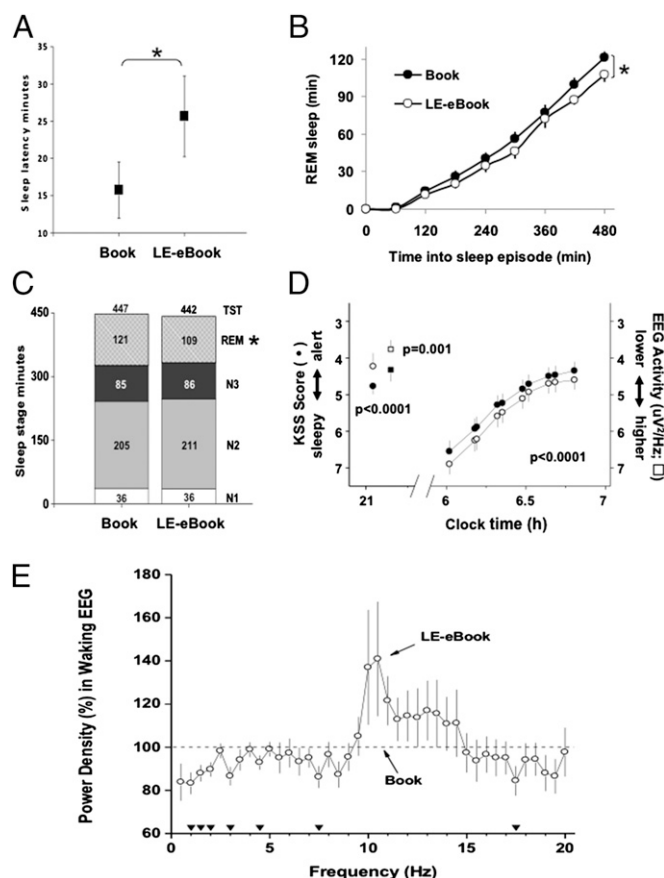 A
Sleep latency minutes
35
30
25
20
15
10
*
Book LE-eBook
B
REM sleep (min)
120
90
60
30
0
Book
LE-eBook
*
0 120 240 360 480
Time into sleep episode (min)
C
Sleep stage minutes
450
300
150
0
447 442 TST
121 109 REM *
85 86 N3
205 211 N2
36 36 N1
Book LE-eBook
D
KSS Score (●)
sleepy alert
3
4
5
6
7
p=0.001
p<0.0001
p<0.0001
3
4
5
6
7
EEG Activity (uV²/Hz; □)
lower
higher
21 6 6.5 7
Clock time (h)
E
Power Density (%) in Waking EEG
180
160
140
120
100
80
60
LE-eBook
Book
0 5 10 15 20
Frequency (Hz)